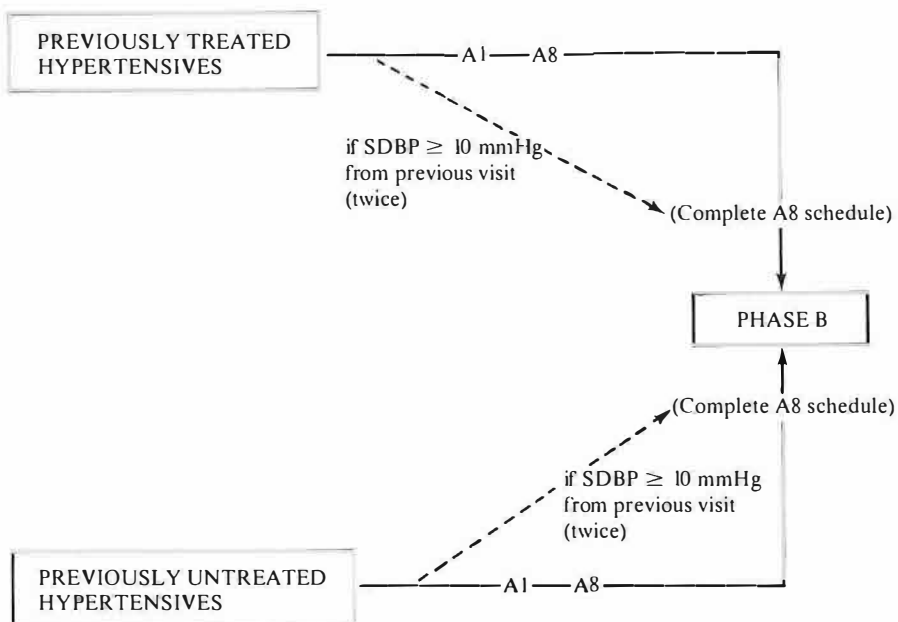 PREVIOUSLY TREATED
HYPERTENSIVES
A1 A8
if SDBP ≥ 10 mmHg
from previous visit
(twice)
(Complete A8 schedule)
PHASE B
(Complete A8 schedule)
if SDBP ≥ 10 mmHg
from previous visit
(twice)
PREVIOUSLY UNTREATED
HYPERTENSIVES
A1 A8